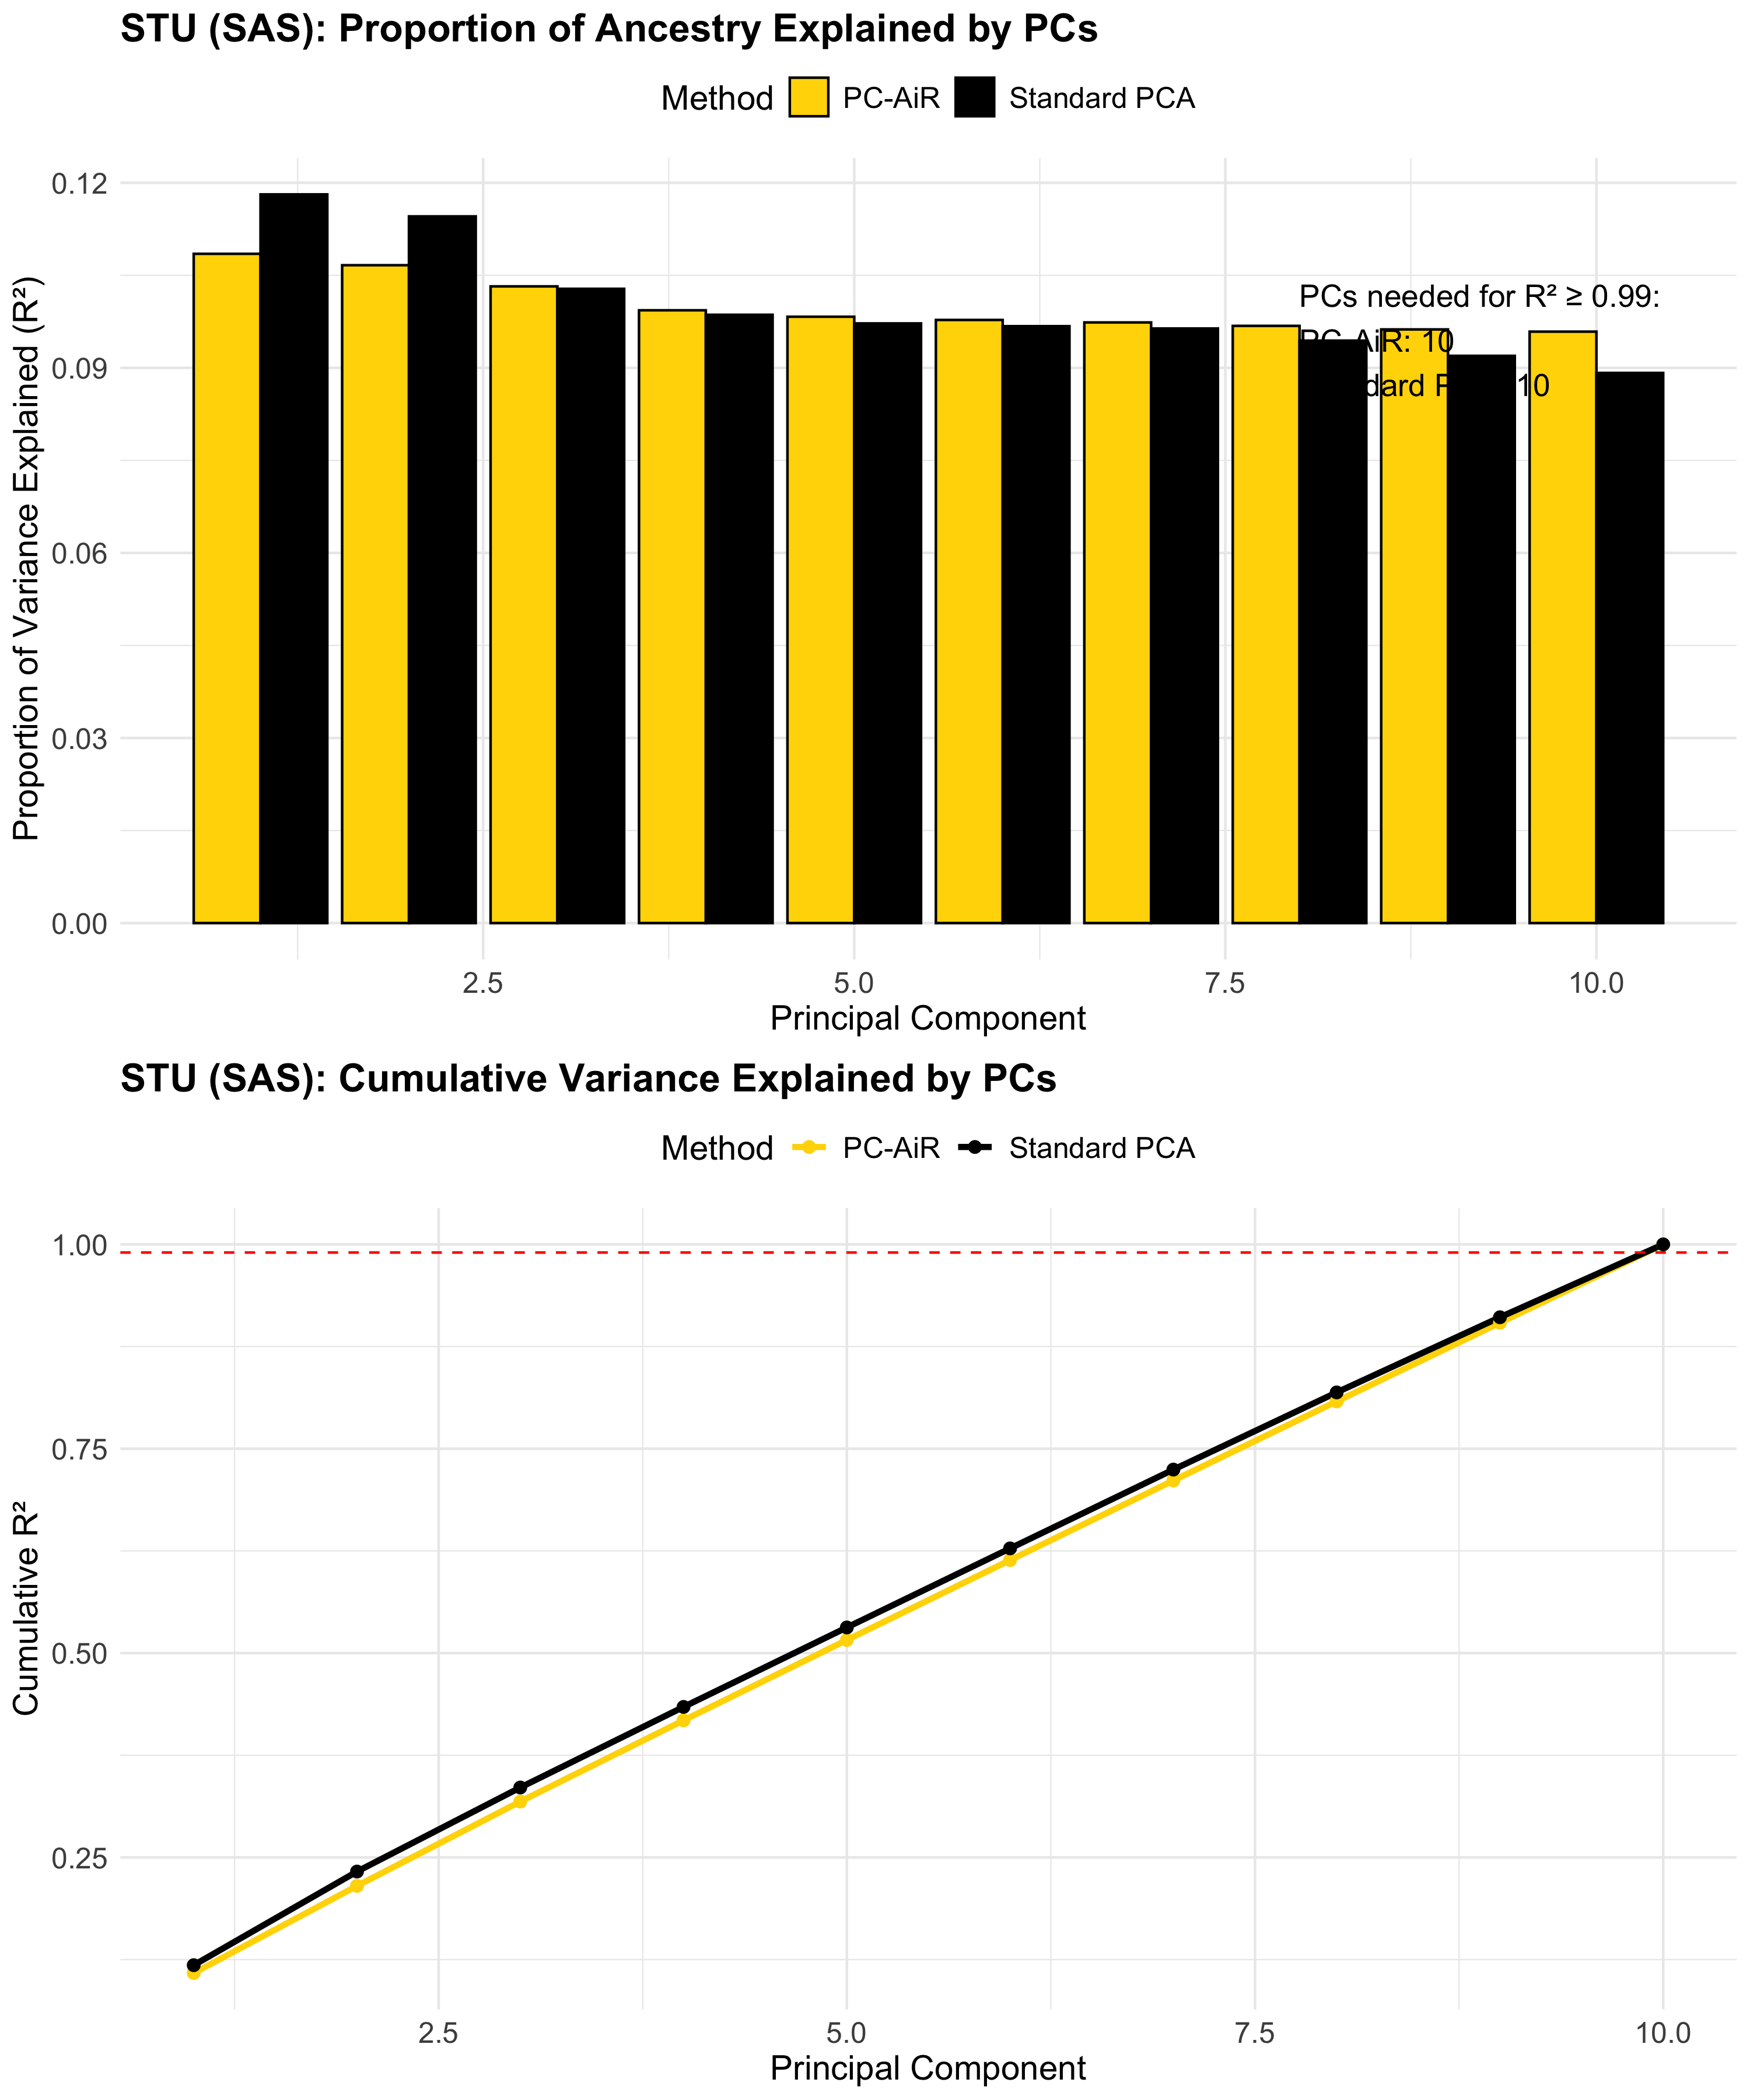 STU (SAS): Proportion of Ancestry Explained by PCs
Method PC-AiR Standard PCA
Proportion of Variance Explained (R²)
0.12
0.09
0.06
0.03
0.00
PCs needed for R² ≥ 0.99:
PC-AiR: 10
10
2.5 5.0 7.5 10.0
Principal Component
STU (SAS): Cumulative Variance Explained by PCs
Method PC-AiR Standard PCA
Cumulative R²
1.00
0.75
0.50
0.25
2.5 5.0 7.5 10.0
Principal Component